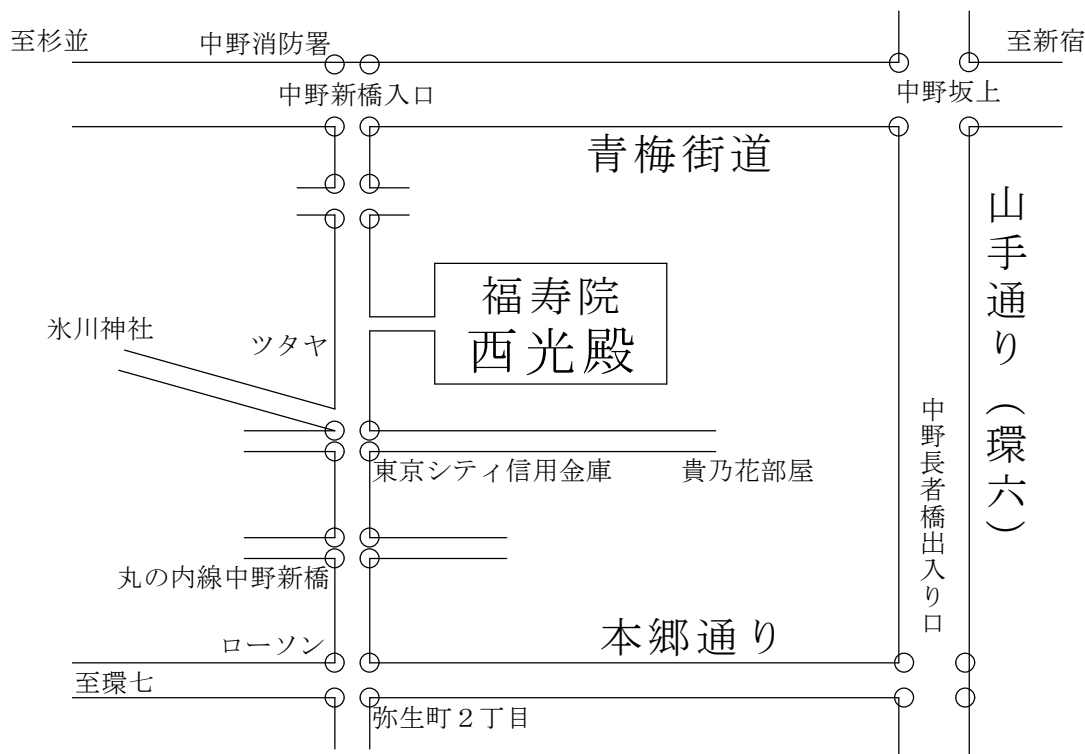 至杉並
中野消防署
至新宿
中野新橋入口
中野坂上
青梅街道
山手通り（環六）
福寿院
西光殿
氷川神社
ツタヤ
中野長者橋出入り口
東京シティ信用金庫
貴乃花部屋
丸の内線中野新橋
本郷通り
ローソン
至環七
弥生町２丁目